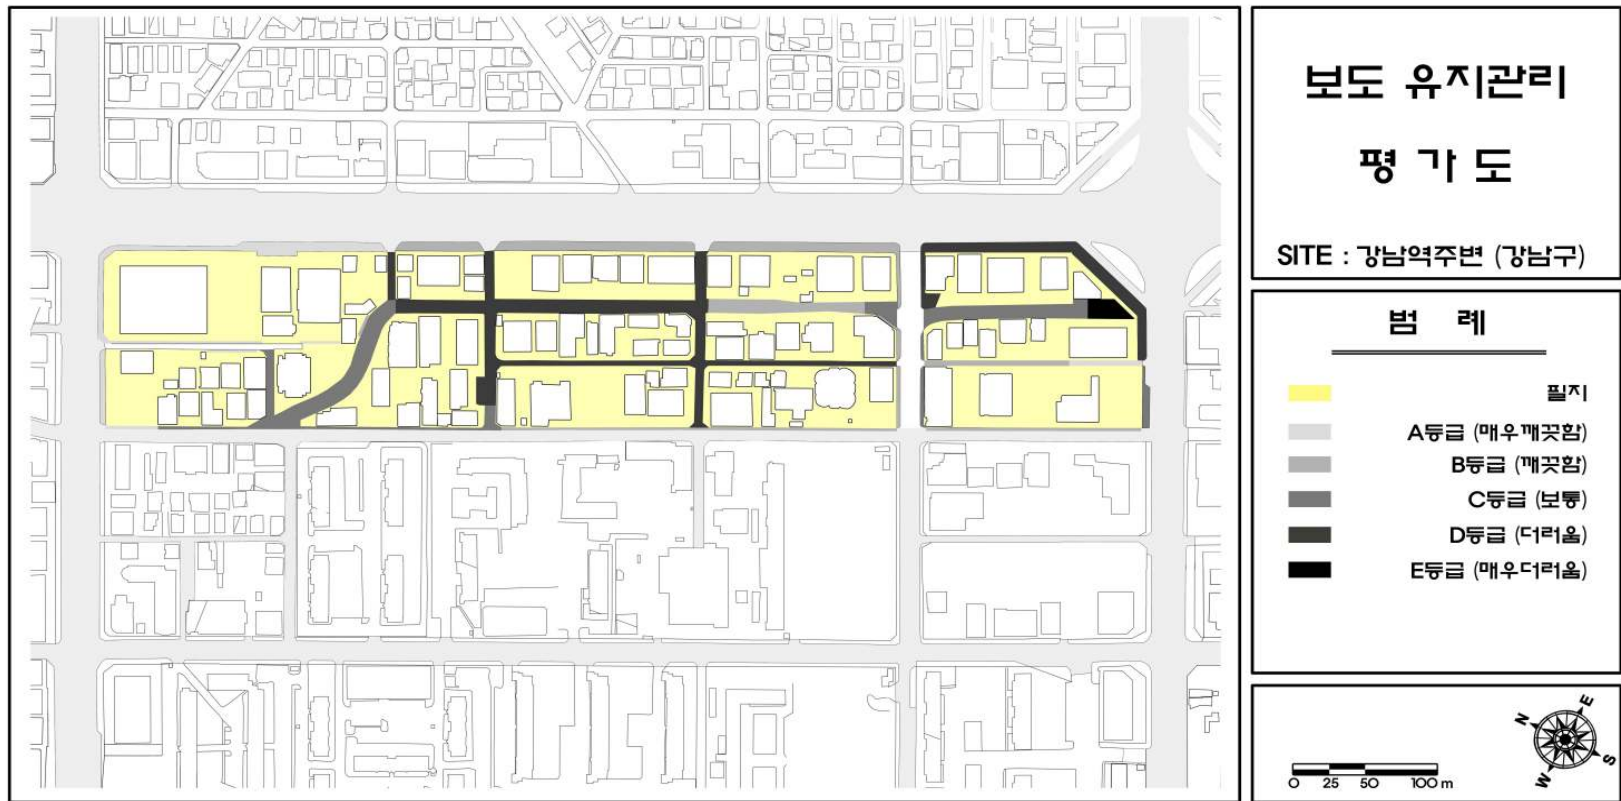 보도 유지관리
평 가 도
SITE : 강남역주변 (강남구)
범 례
필지
A등급 (매우깨끗함)
B등급 (깨끗함)
C등급 (보통)
D등급 (더러움)
E등급 (매우더러움)
N E
W S
0 25 50 100 m